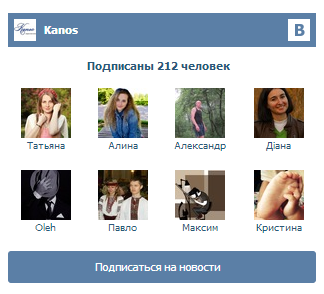 Kanos
B
Подписаны 212 человек
Татьяна Алина Александр Діана
Oleh Павло Максим Кристина
Подписаться на новости